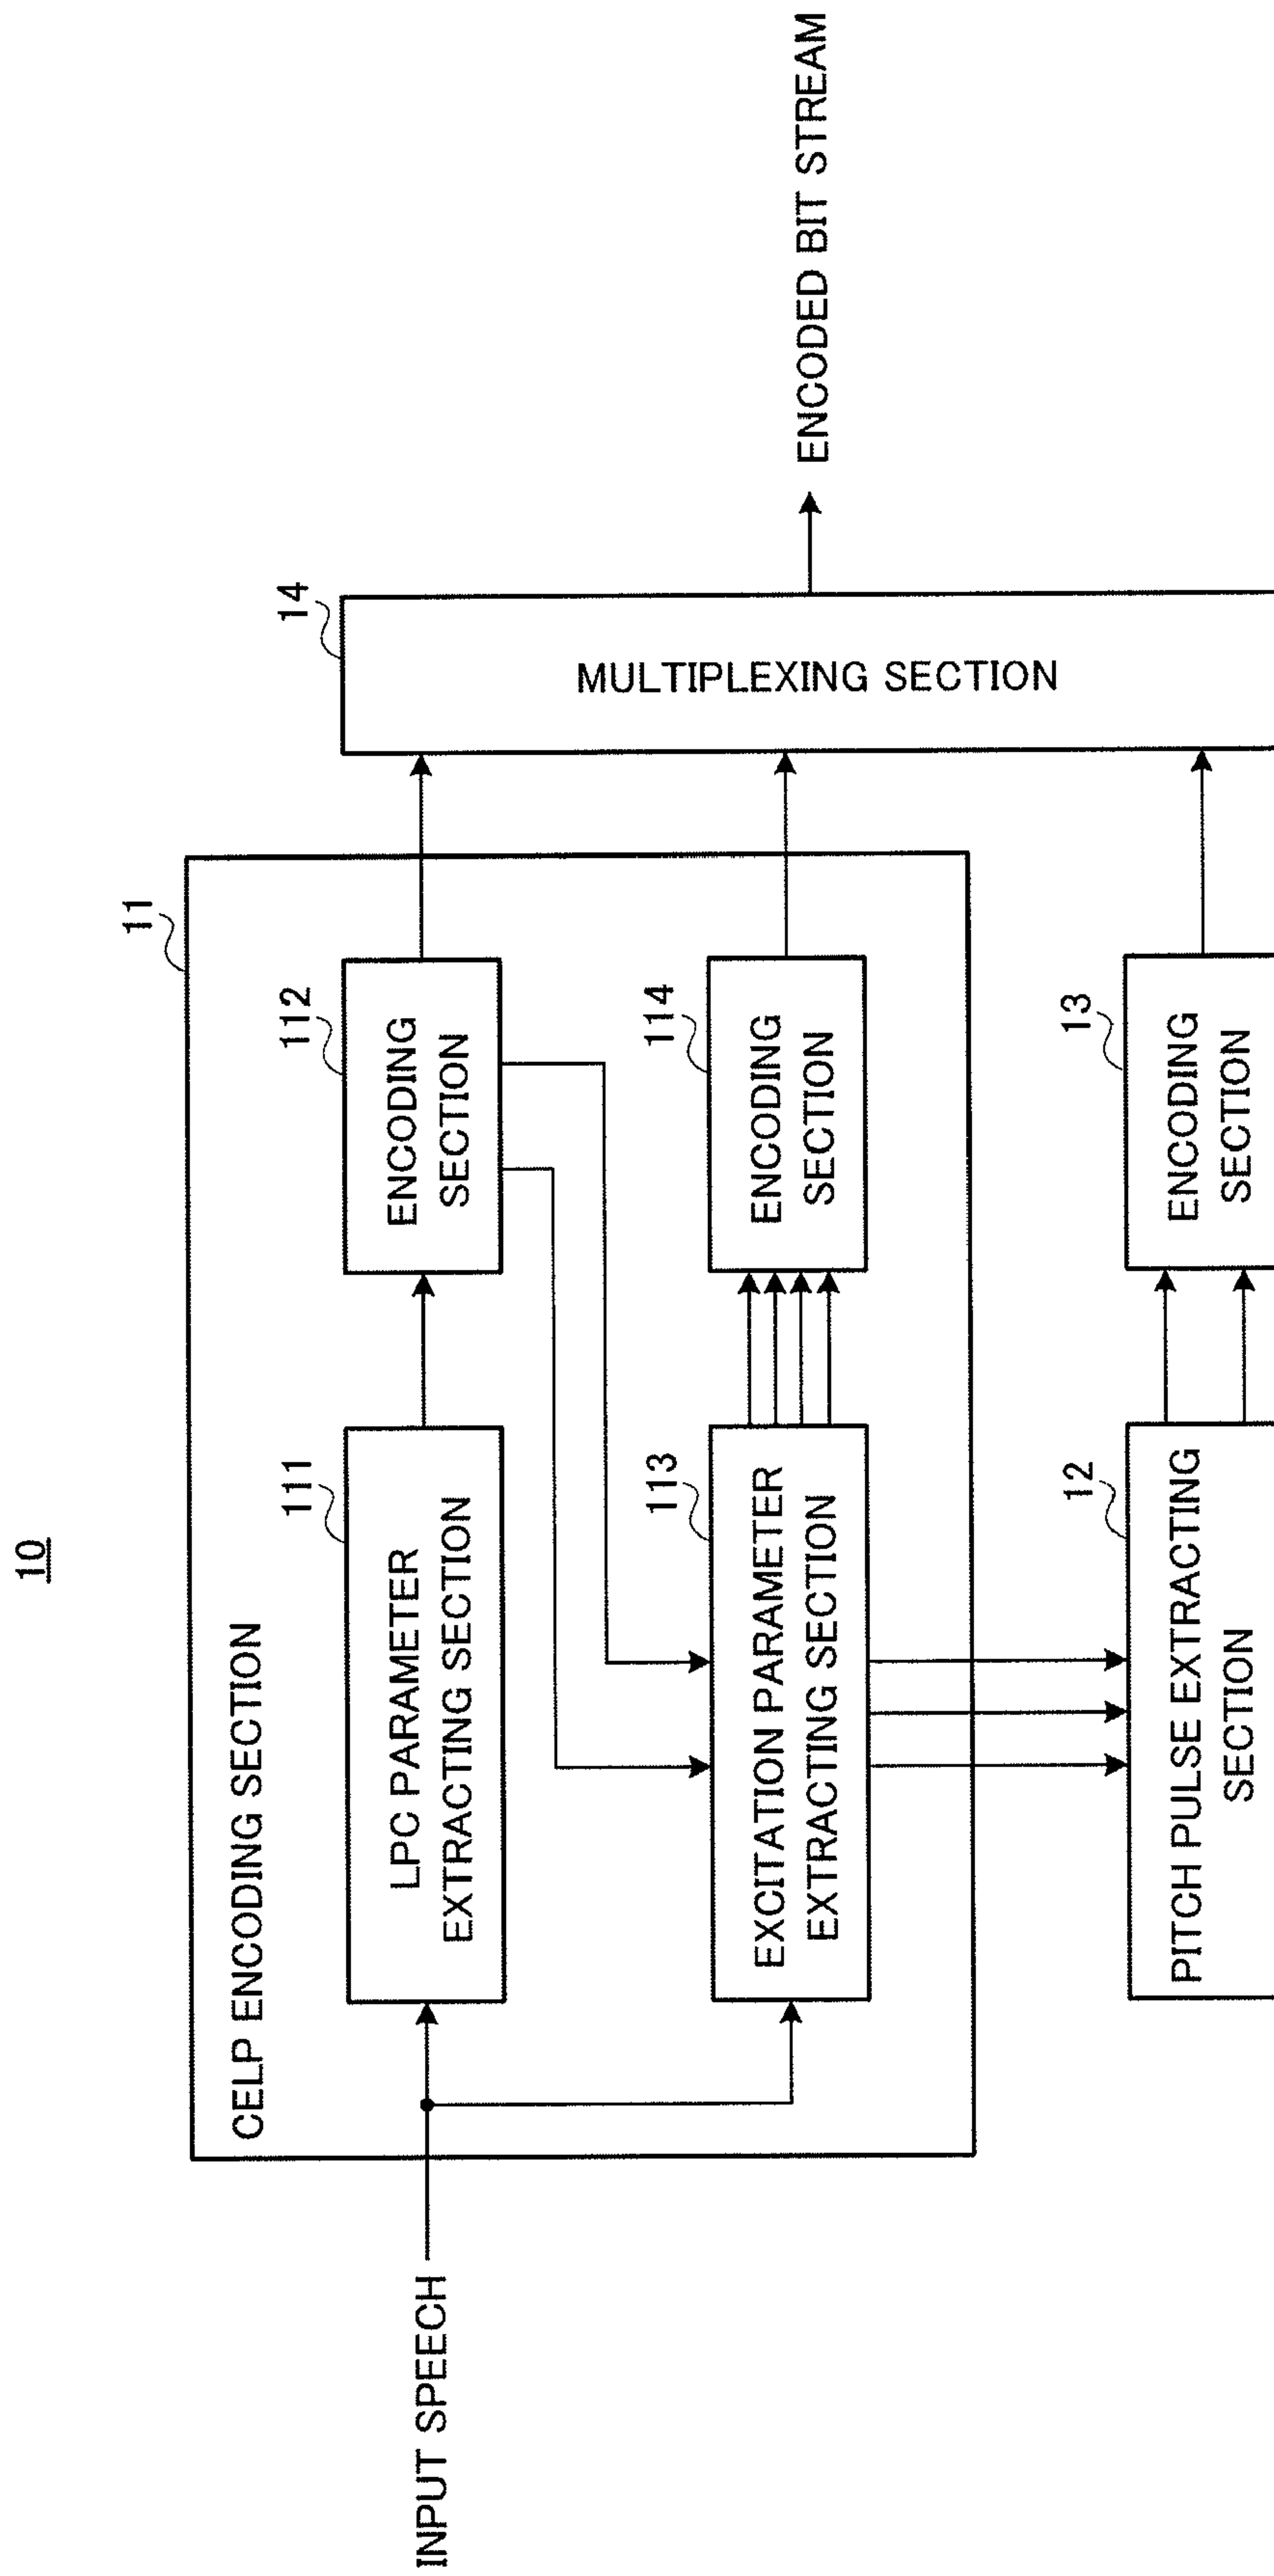 10
CELP ENCODING SECTION
11
INPUT SPEECH
111
LPC PARAMETER
EXTRACTING SECTION
112
ENCODING
SECTION
14
MULTIPLEXING SECTION
ENCODED BIT STREAM
113
EXCITATION PARAMETER
EXTRACTING SECTION
114
ENCODING
SECTION
12
PITCH PULSE EXTRACTING
SECTION
13
ENCODING
SECTION